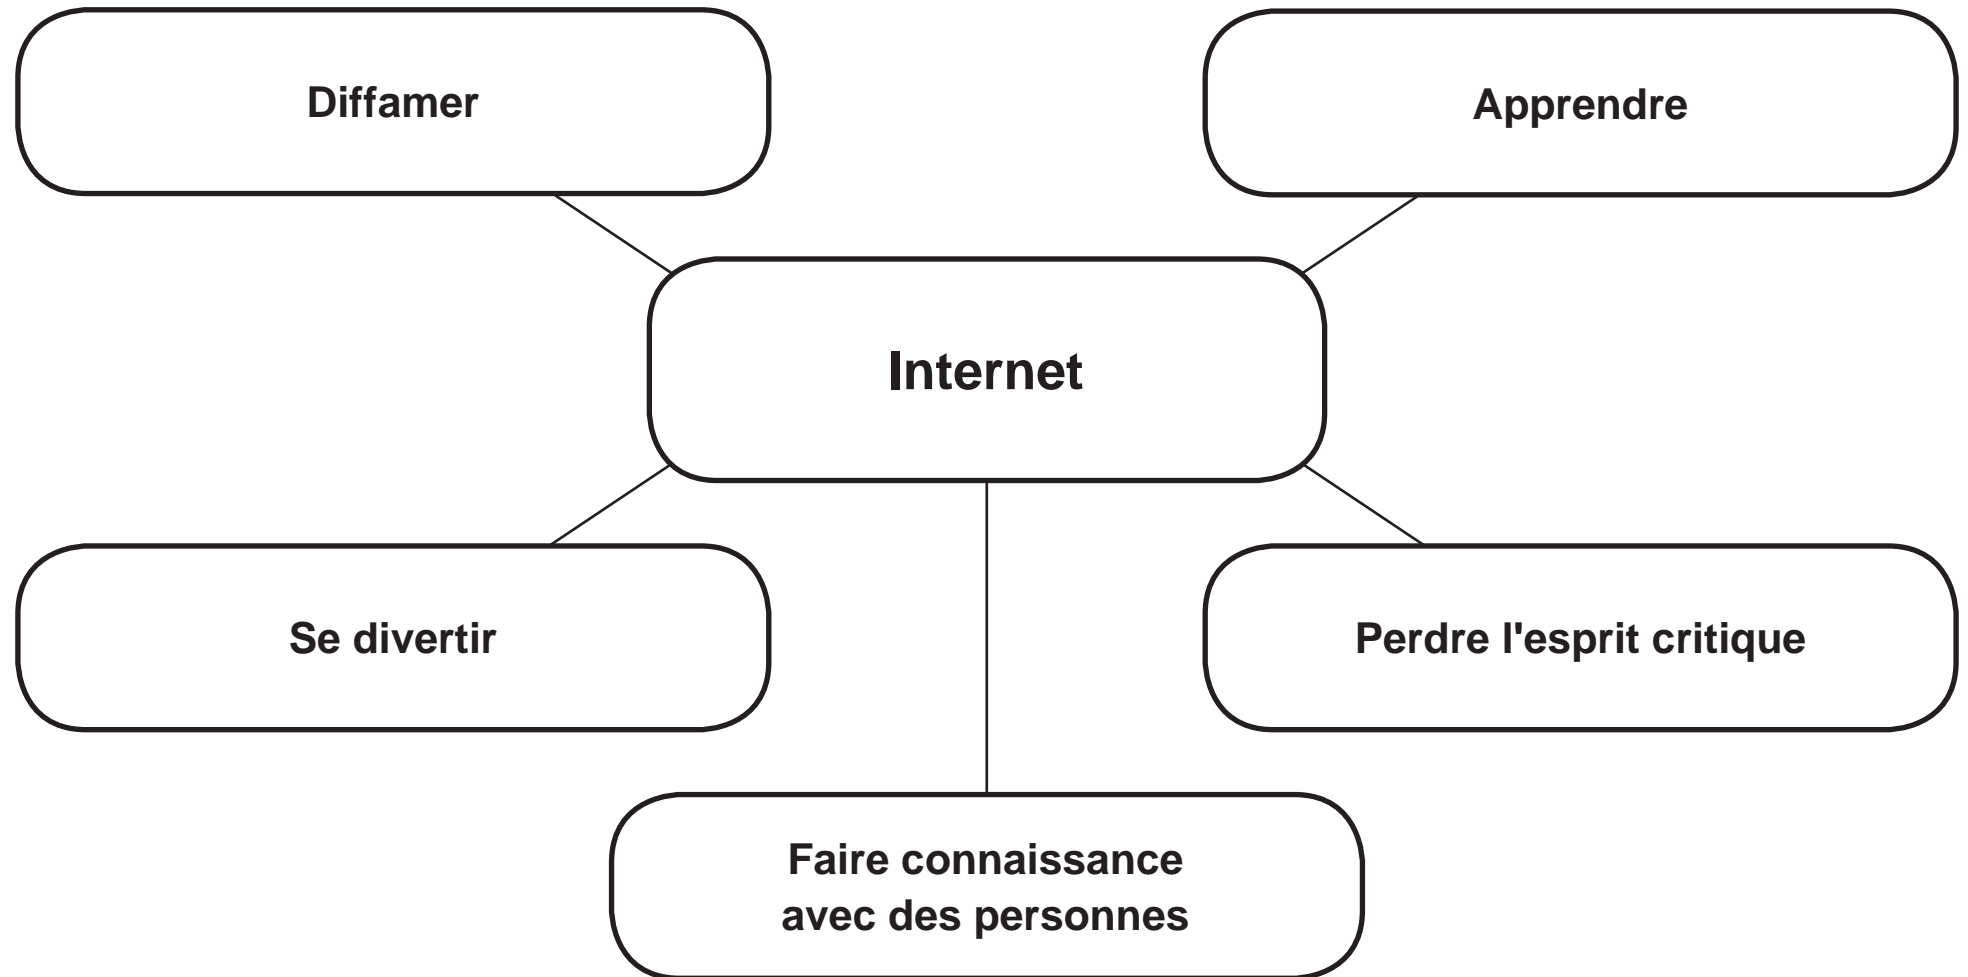 Diffamer
Apprendre
Internet
Se divertir
Perdre l'esprit critique
Faire connaissance
avec des personnes